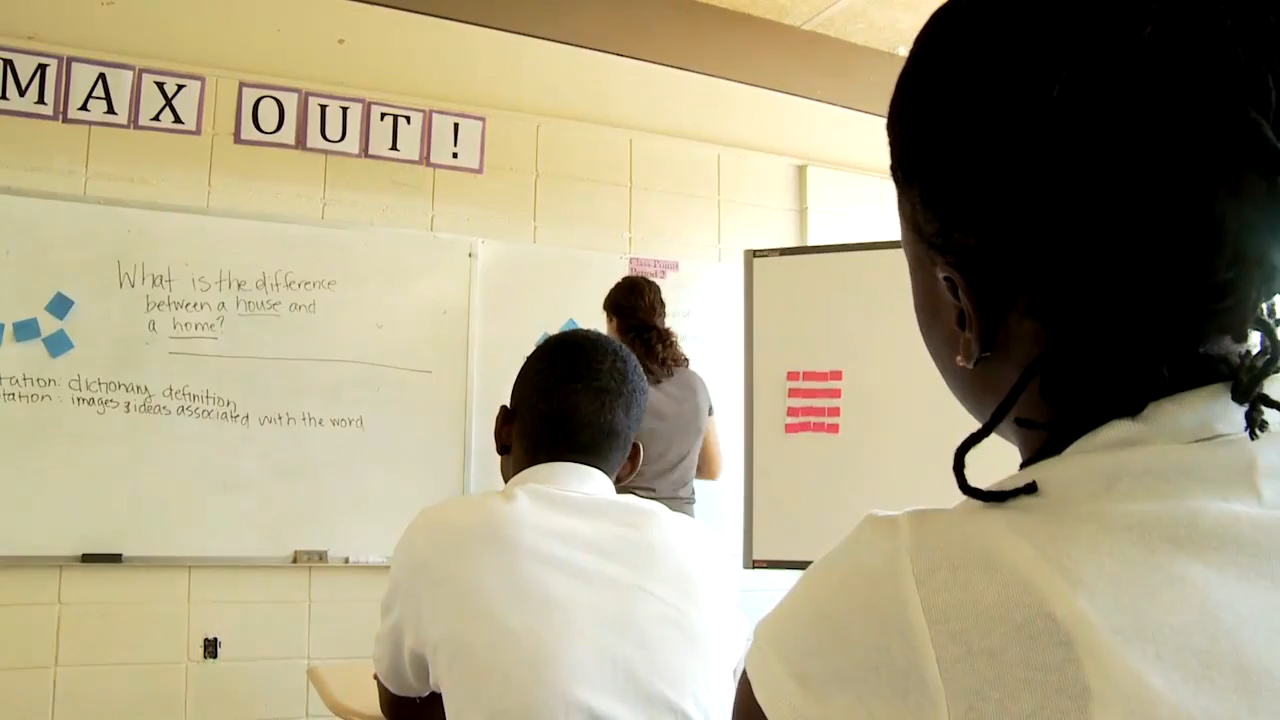 MAX OUT!
What is the difference
between a house and
a home?
tation: dictionary definition
tation: images & ideas associated with the word
Class Points
Period 2